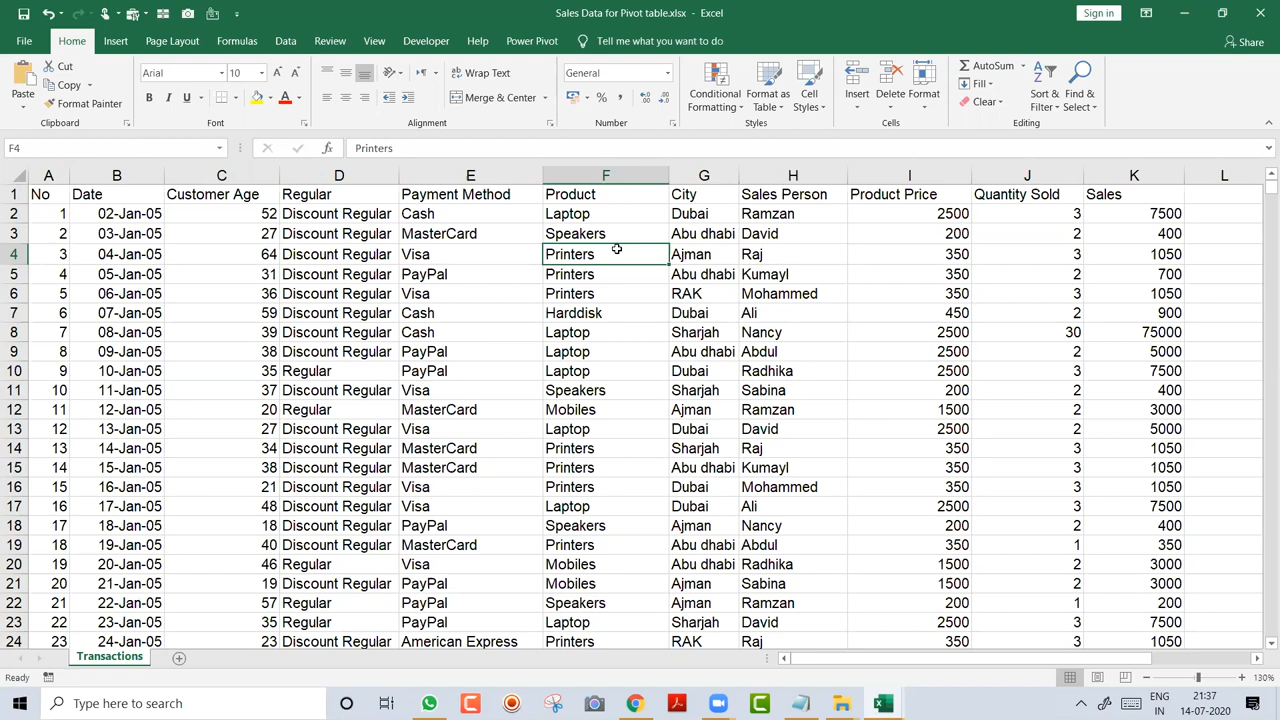 Sales Data for Pivot table.xlsx - Excel
Sign in
File Home Insert Page Layout Formulas Data Review View Developer Help Power Pivot Tell me what you want to do Share
Paste
Cut
Copy
Format Painter
Clipboard
Arial 10
B I U
Font
Wrap Text
Merge & Center
Alignment
General
Number
Conditional Formatting
Format as Table
Cell Styles
Styles
Insert Delete Format
Cells
AutoSum
Fill
Clear
Sort & Filter
Find & Select
Editing
F4 fx Printers
A B C D E F G H I J K L
1 No Date Customer Age Regular Payment Method Product City Sales Person Product Price Quantity Sold Sales
2 1 02-Jan-05 52 Discount Regular Cash Laptop Dubai Ramzan 2500 3 7500
3 2 03-Jan-05 27 Discount Regular MasterCard Speakers Abu dhabi David 200 2 400
4 3 04-Jan-05 64 Discount Regular Visa Printers Ajman Raj 350 3 1050
5 4 05-Jan-05 31 Discount Regular PayPal Printers Abu dhabi Kumayl 350 2 700
6 5 06-Jan-05 36 Discount Regular Visa Printers RAK Mohammed 350 3 1050
7 6 07-Jan-05 59 Discount Regular Cash Harddisk Dubai Ali 450 2 900
8 7 08-Jan-05 39 Discount Regular Cash Laptop Sharjah Nancy 2500 30 75000
9 8 09-Jan-05 38 Discount Regular PayPal Laptop Abu dhabi Abdul 2500 2 5000
10 9 10-Jan-05 35 Regular PayPal Laptop Dubai Radhika 2500 3 7500
11 10 11-Jan-05 37 Discount Regular Visa Speakers Sharjah Sabina 200 2 400
12 11 12-Jan-05 20 Regular MasterCard Mobiles Ajman Ramzan 1500 2 3000
13 12 13-Jan-05 27 Discount Regular Visa Laptop Dubai David 2500 2 5000
14 13 14-Jan-05 34 Discount Regular MasterCard Printers Sharjah Raj 350 3 1050
15 14 15-Jan-05 38 Discount Regular MasterCard Printers Abu dhabi Kumayl 350 3 1050
16 15 16-Jan-05 21 Discount Regular Visa Printers Dubai Mohammed 350 3 1050
17 16 17-Jan-05 48 Discount Regular Visa Laptop Dubai Ali 2500 3 7500
18 17 18-Jan-05 18 Discount Regular PayPal Speakers Ajman Nancy 200 2 400
19 18 19-Jan-05 40 Discount Regular MasterCard Printers Abu dhabi Abdul 350 1 350
20 19 20-Jan-05 46 Regular Visa Mobiles Abu dhabi Radhika 1500 2 3000
21 20 21-Jan-05 19 Discount Regular PayPal Mobiles Ajman Sabina 1500 2 3000
22 21 22-Jan-05 57 Regular PayPal Speakers Ajman Ramzan 200 1 200
23 22 23-Jan-05 35 Regular PayPal Laptop Sharjah David 2500 3 7500
24 23 24-Jan-05 23 Discount Regular American Express Printers RAK Raj 350 3 1050
Transactions
Ready 130%
Type here to search
ENG
IN
21:37
14-07-2020